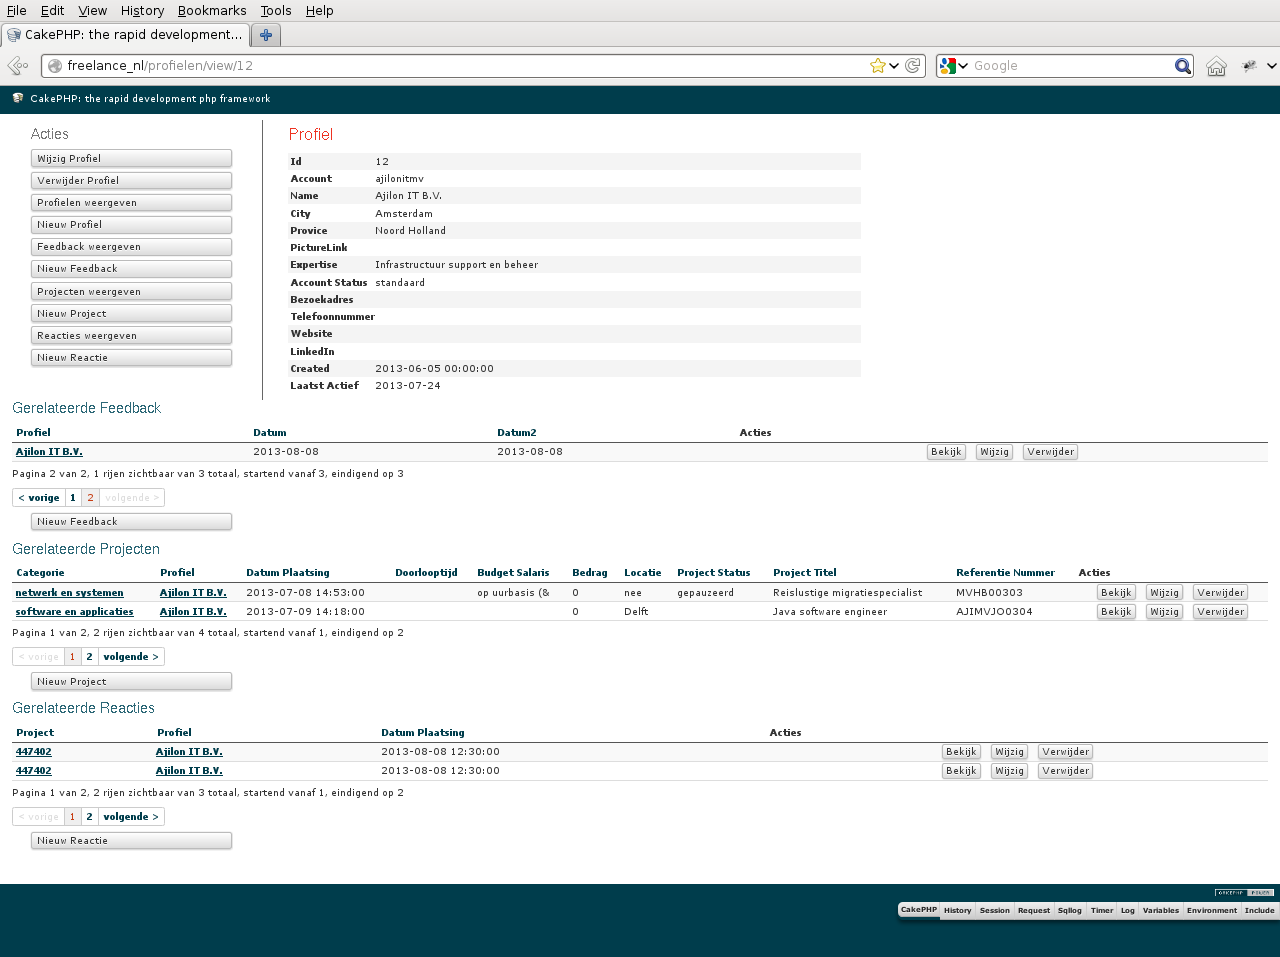 File Edit View History Bookmarks Tools Help
CakePHP: the rapid development...
freelance_nl/profielen/view/12
Google
CakePHP: the rapid development php framework
Acties
Wijzig Profiel
Verwijder Profiel
Profielen weergeven
Nieuw Profiel
Feedback weergeven
Nieuw Feedback
Projecten weergeven
Nieuw Project
Reacties weergeven
Nieuw Reactie
Profiel
Id 12
Account ajilonitmv
Name Ajilon IT B.V.
City Amsterdam
Provice Noord Holland
PictureLink
Expertise Infrastructuur support en beheer
Account Status standaard
Bezoekadres
Telefoonnummer
Website
LinkedIn
Created 2013-06-05 00:00:00
Laatst Actief 2013-07-24
Gerelateerde Feedback
Profiel Datum Datum2 Acties
Ajilon IT B.V. 2013-08-08 2013-08-08 Bekijk Wijzig Verwijder
Pagina 2 van 2, 1 rijen zichtbaar van 3 totaal, startend vanaf 3, eindigend op 3
< vorige 1 2 volgende >
Nieuw Feedback
Gerelateerde Projecten
Categorie Profiel Datum Plaatsing Doorlooptijd Budget Salaris Bedrag Locatie Project Status Project Titel Referentie Nummer Acties
netwerk en systemen Ajilon IT B.V. 2013-07-08 14:53:00 op uurbasis (& 0 nee gepauzeerd Reislustige migratiespecialist MVHB00303 Bekijk Wijzig Verwijder
software en applicaties Ajilon IT B.V. 2013-07-09 14:18:00 0 Delft Java software engineer AJIMVJO0304 Bekijk Wijzig Verwijder
Pagina 1 van 2, 2 rijen zichtbaar van 4 totaal, startend vanaf 1, eindigend op 2
< vorige 1 2 volgende >
Nieuw Project
Gerelateerde Reacties
Project Profiel Datum Plaatsing Acties
447402 Ajilon IT B.V. 2013-08-08 12:30:00 Bekijk Wijzig Verwijder
447402 Ajilon IT B.V. 2013-08-08 12:30:00 Bekijk Wijzig Verwijder
Pagina 1 van 2, 2 rijen zichtbaar van 3 totaal, startend vanaf 1, eindigend op 2
< vorige 1 2 volgende >
Nieuw Reactie
CAKEPHP POWER
CakePHP History Session Request Sqllog Timer Log Variables Environment Include